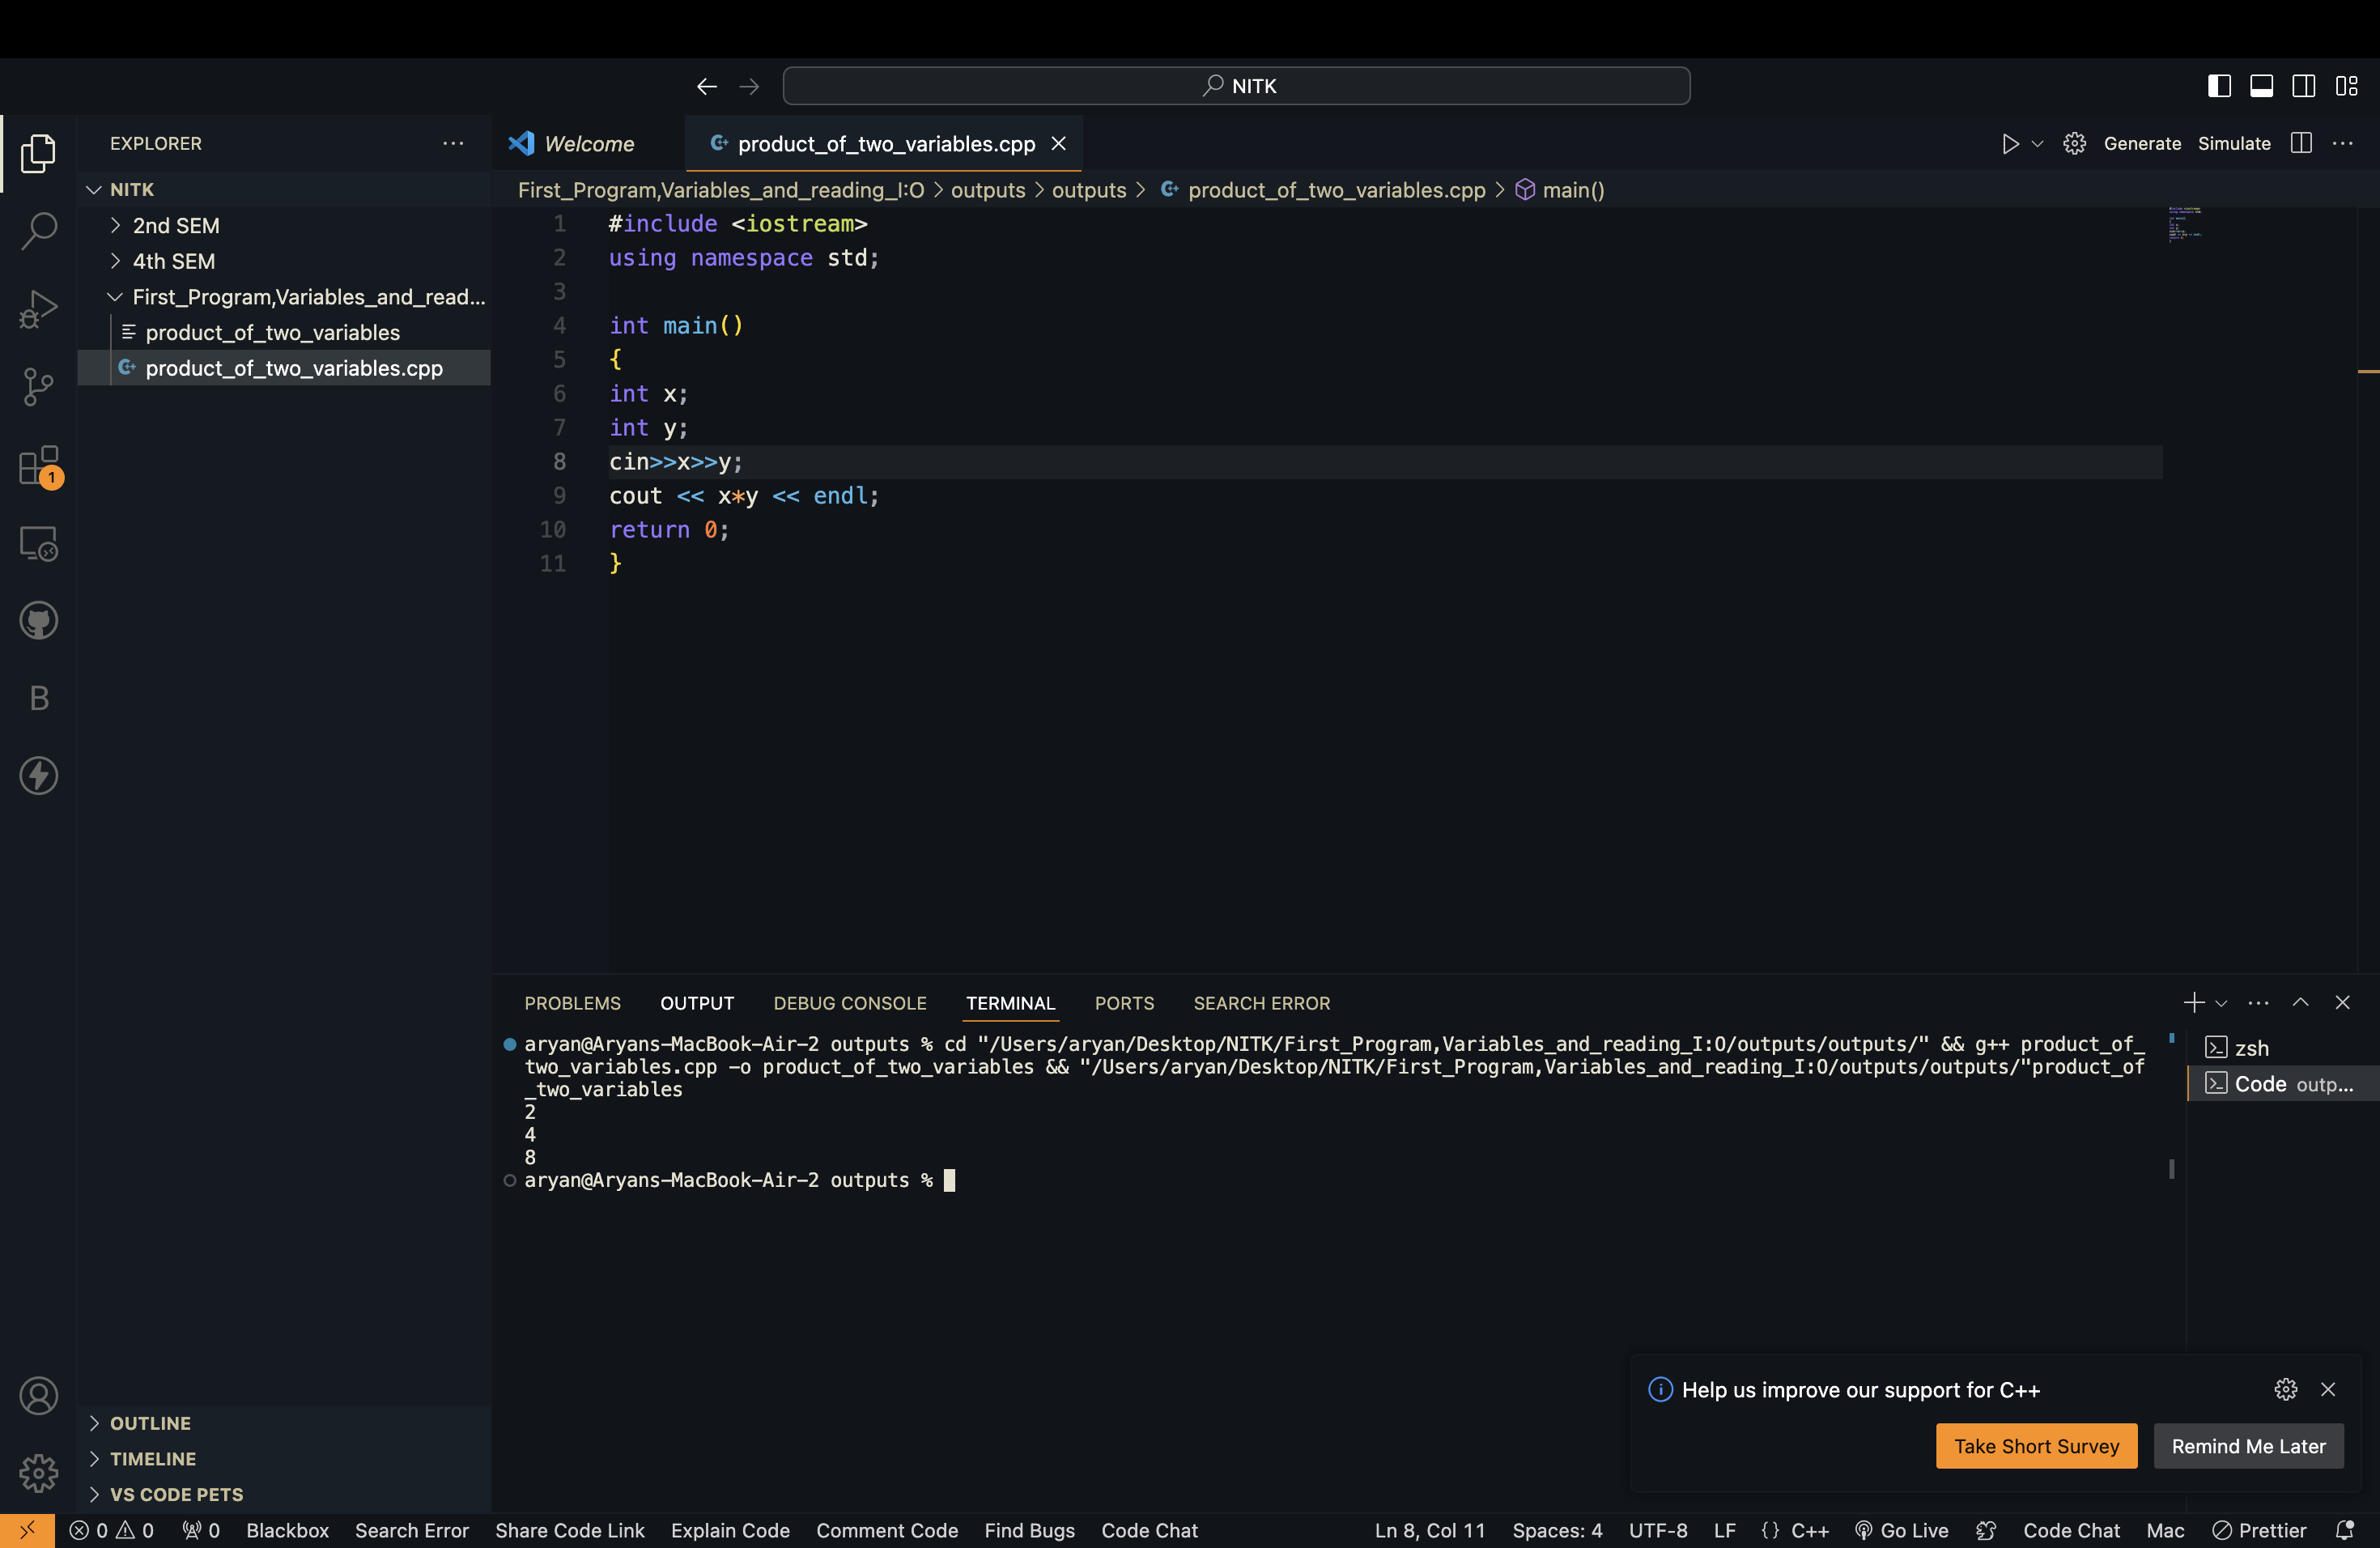 NITK
EXPLORER
NITK
2nd SEM
4th SEM
First_Program,Variables_and_read...
product_of_two_variables
product_of_two_variables.cpp
OUTLINE
TIMELINE
VS CODE PETS
1
B
Welcome
product_of_two_variables.cpp
Generate Simulate
First_Program,Variables_and_reading_I:O > outputs > outputs > product_of_two_variables.cpp > main()
1 #include <iostream>
2 using namespace std;
3
4 int main()
5 {
6 int x;
7 int y;
8 cin>>x>>y;
9 cout << x*y << endl;
10 return 0;
11 }
PROBLEMS OUTPUT DEBUG CONSOLE TERMINAL PORTS SEARCH ERROR
aryan@Aryans-MacBook-Air-2 outputs % cd "/Users/aryan/Desktop/NITK/First_Program,Variables_and_reading_I:O/outputs/outputs/" && g++ product_of_
two_variables.cpp -o product_of_two_variables && "/Users/aryan/Desktop/NITK/First_Program,Variables_and_reading_I:O/outputs/outputs/"product_of
_two_variables
2
4
8
aryan@Aryans-MacBook-Air-2 outputs %
zsh
Code outp...
Help us improve our support for C++
Take Short Survey Remind Me Later
0 0 0 Blackbox Search Error Share Code Link Explain Code Comment Code Find Bugs Code Chat Ln 8, Col 11 Spaces: 4 UTF-8 LF {} C++ Go Live Code Chat Mac Prettier